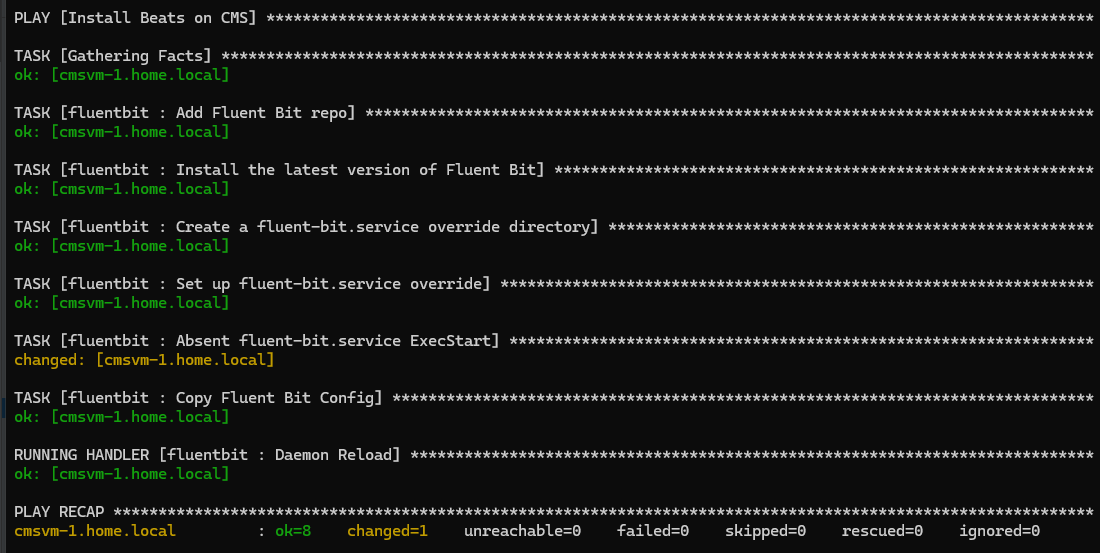 PLAY [Install Beats on CMS] ********************************************************************************************
TASK [Gathering Facts] *************************************************************************************************
ok: [cmsvm-1.home.local]
TASK [fluentbit : Add Fluent Bit repo] *********************************************************************************
ok: [cmsvm-1.home.local]
TASK [fluentbit : Install the latest version of Fluent Bit] ************************************************************
ok: [cmsvm-1.home.local]
TASK [fluentbit : Create a fluent-bit.service override directory] ******************************************************
ok: [cmsvm-1.home.local]
TASK [fluentbit : Set up fluent-bit.service override] ******************************************************************
ok: [cmsvm-1.home.local]
TASK [fluentbit : Absent fluent-bit.service ExecStart] *****************************************************************
changed: [cmsvm-1.home.local]
TASK [fluentbit : Copy Fluent Bit Config] ******************************************************************************
ok: [cmsvm-1.home.local]
RUNNING HANDLER [fluentbit : Daemon Reload] ****************************************************************************
ok: [cmsvm-1.home.local]
PLAY RECAP *************************************************************************************************************
cmsvm-1.home.local         : ok=8    changed=1    unreachable=0    failed=0    skipped=0    rescued=0    ignored=0